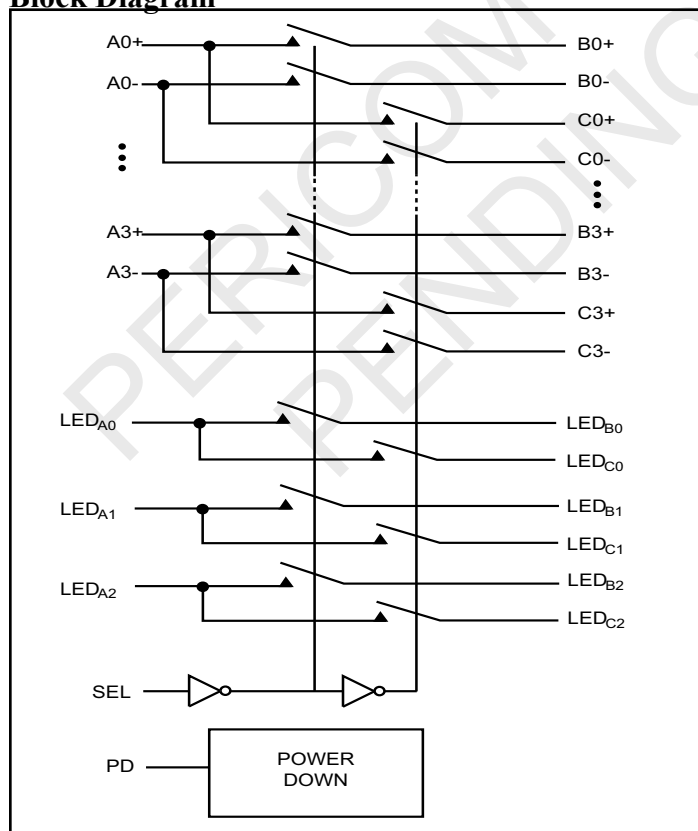 Block Diagram
A0+ B0+
A0- B0-
C0+
C0-
A3+ B3+
A3- B3-
C3+
C3-
LEDA0 LEDB0
LEDC0
LEDA1 LEDB1
LEDC1
LEDA2 LEDB2
LEDC2
SEL
PD POWER
DOWN
PERICOM
PENDING